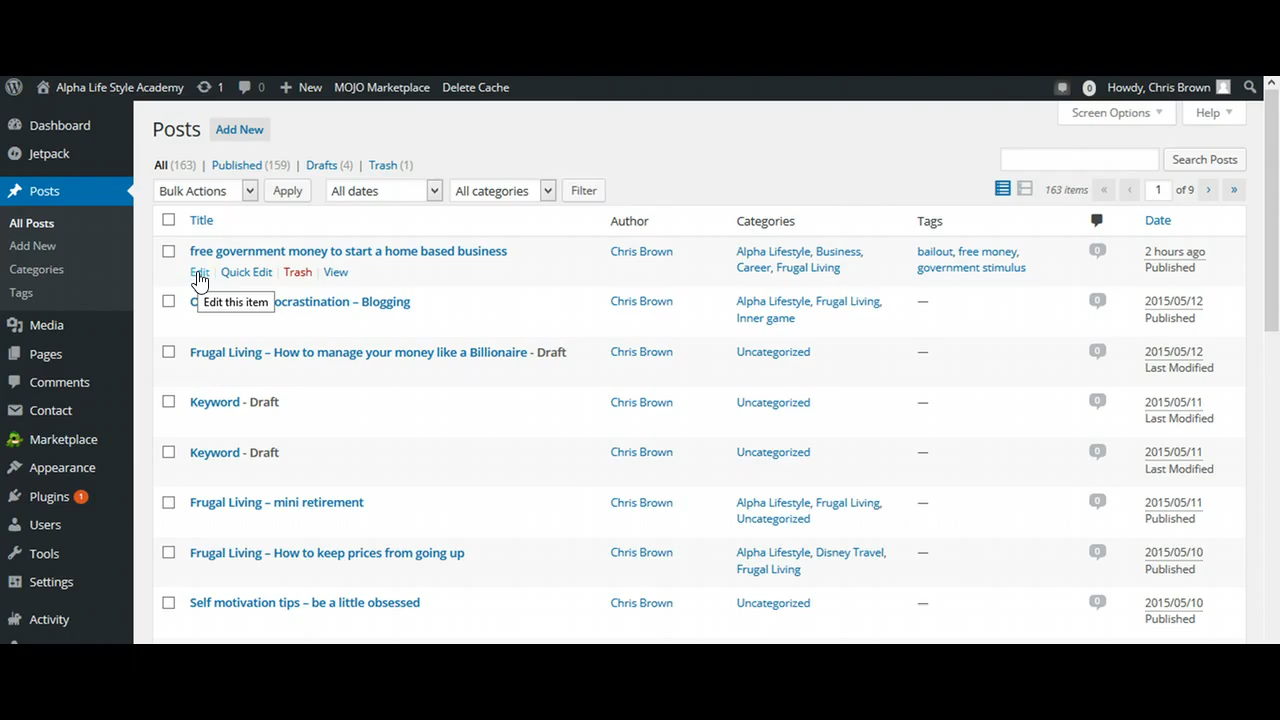 Alpha Life Style Academy 1 0 New MOJO Marketplace Delete Cache 0 Howdy, Chris Brown
Screen Options Help
Dashboard
Jetpack
Posts
All Posts
Add New
Categories
Tags
Media
Pages
Comments
Contact
Marketplace
Appearance
Plugins 1
Users
Tools
Settings
Activity
Posts Add New
All (163) | Published (159) | Drafts (4) | Trash (1)
Search Posts
Bulk Actions Apply All dates All categories Filter 163 items « ‹ 1 of 9 › »
Title Author Categories Tags Date
free government money to start a home based business Chris Brown Alpha Lifestyle, Business, bailout, free money, 0 2 hours ago
Career, Frugal Living government stimulus Published
Edit | Quick Edit | Trash | View
Edit this item
ocrastination – Blogging Chris Brown Alpha Lifestyle, Frugal Living, — 0 2015/05/12
Inner game Published
Frugal Living – How to manage your money like a Billionaire - Draft Chris Brown Uncategorized — 0 2015/05/12
Last Modified
Keyword - Draft Chris Brown Uncategorized — 0 2015/05/11
Last Modified
Keyword - Draft Chris Brown Uncategorized — 0 2015/05/11
Last Modified
Frugal Living – mini retirement Chris Brown Alpha Lifestyle, Frugal Living, — 0 2015/05/11
Uncategorized Published
Frugal Living – How to keep prices from going up Chris Brown Alpha Lifestyle, Disney Travel, — 0 2015/05/10
Frugal Living Published
Self motivation tips – be a little obsessed Chris Brown Uncategorized — 0 2015/05/10
Published